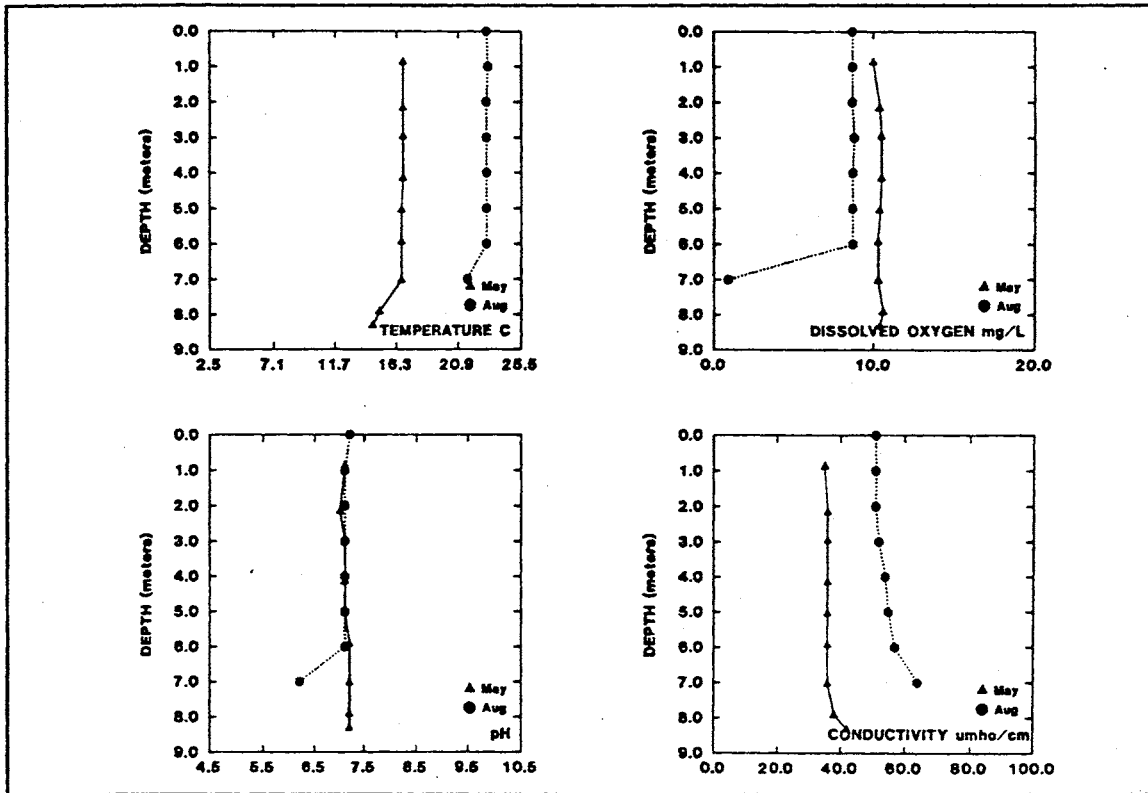 0.0
1.0
2.0
3.0
4.0
5.0
6.0
7.0
8.0
9.0
DEPTH (meters)
May
Aug
TEMPERATURE C
2.5 7.1 11.7 16.3 20.9 25.5
0.0
1.0
2.0
3.0
4.0
5.0
6.0
7.0
8.0
9.0
DEPTH (meters)
May
Aug
DISSOLVED OXYGEN mg/L
0.0 10.0 20.0
0.0
1.0
2.0
3.0
4.0
5.0
6.0
7.0
8.0
9.0
DEPTH (meters)
May
Aug
pH
4.5 5.5 6.5 7.5 8.5 9.5 10.5
0.0
1.0
2.0
3.0
4.0
5.0
6.0
7.0
8.0
9.0
DEPTH (meters)
May
Aug
CONDUCTIVITY umho/cm
0.0 20.0 40.0 60.0 80.0 100.0